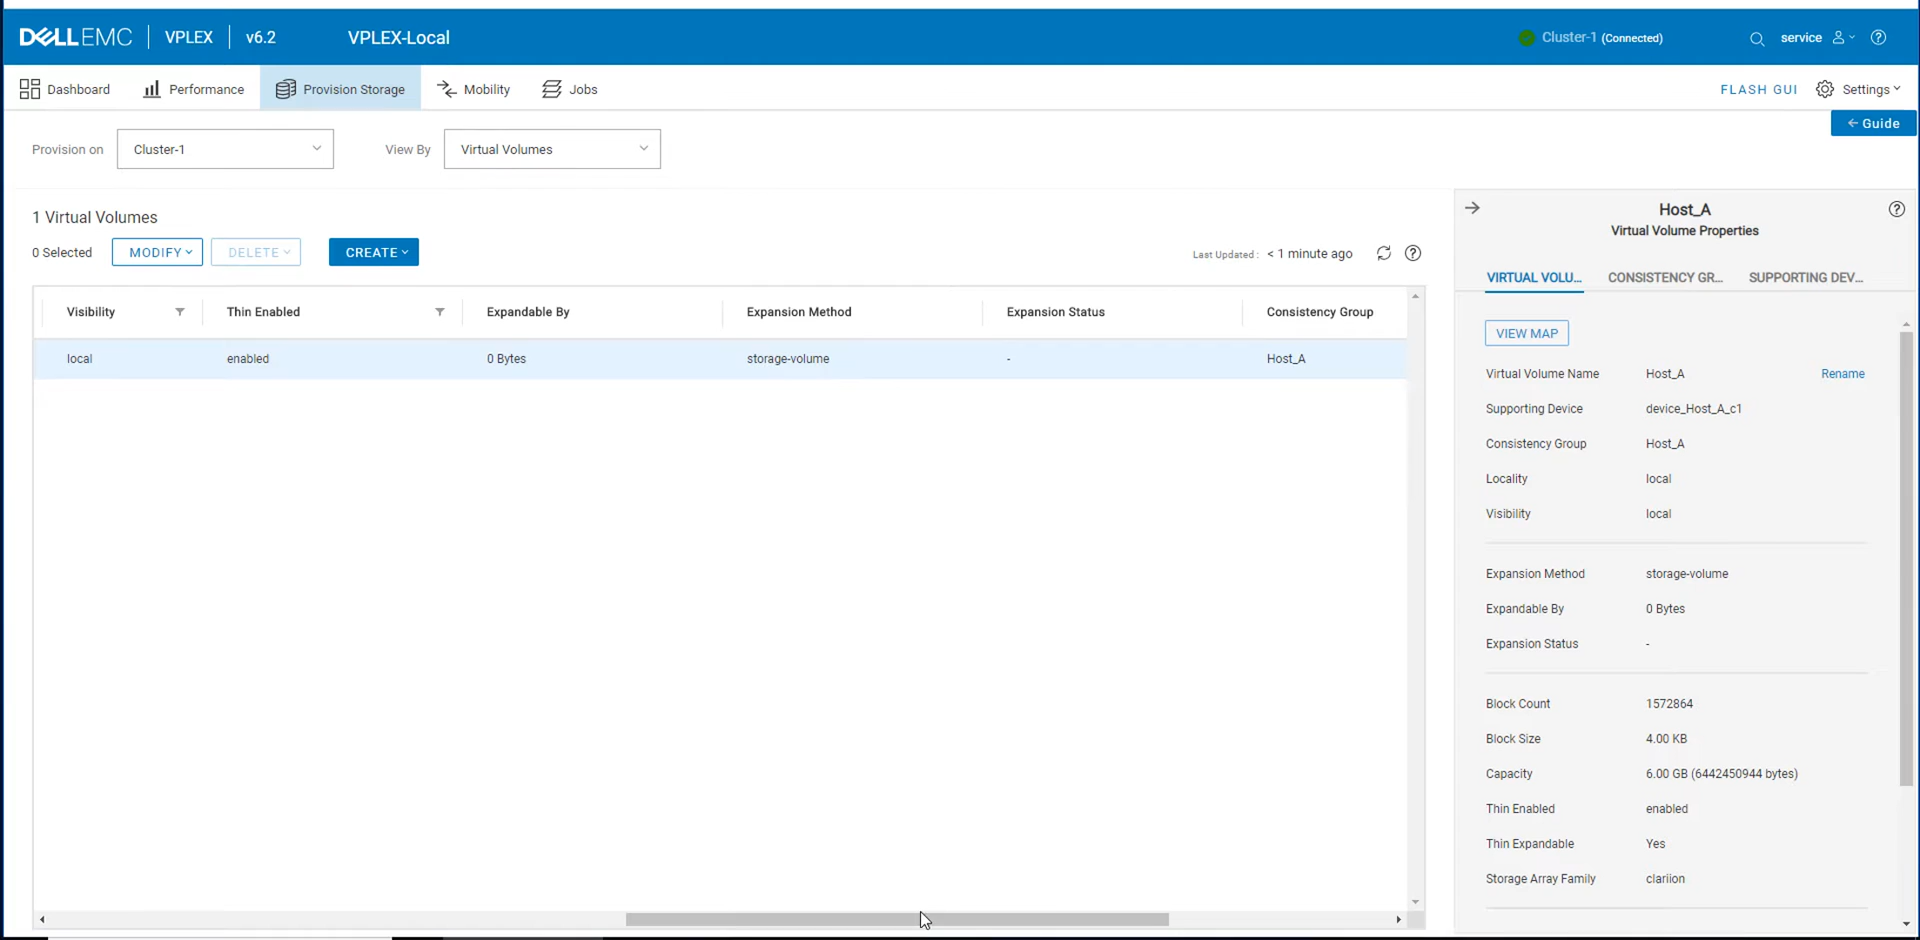 DELLEMC VPLEX v6.2 VPLEX-Local Cluster-1 (Connected) service
Dashboard Performance Provision Storage Mobility Jobs FLASH GUI Settings
Guide
Provision on Cluster-1 View By Virtual Volumes
1 Virtual Volumes
0 Selected MODIFY DELETE CREATE Last Updated : < 1 minute ago
Visibility Thin Enabled Expandable By Expansion Method Expansion Status Consistency Group
local enabled 0 Bytes storage-volume - Host_A
Host_A
Virtual Volume Properties
VIRTUAL VOLU... CONSISTENCY GR... SUPPORTING DEV...
VIEW MAP
Virtual Volume Name Host_A Rename
Supporting Device device_Host_A_c1
Consistency Group Host_A
Locality local
Visibility local
Expansion Method storage-volume
Expandable By 0 Bytes
Expansion Status -
Block Count 1572864
Block Size 4.00 KB
Capacity 6.00 GB (6442450944 bytes)
Thin Enabled enabled
Thin Expandable Yes
Storage Array Family clariion